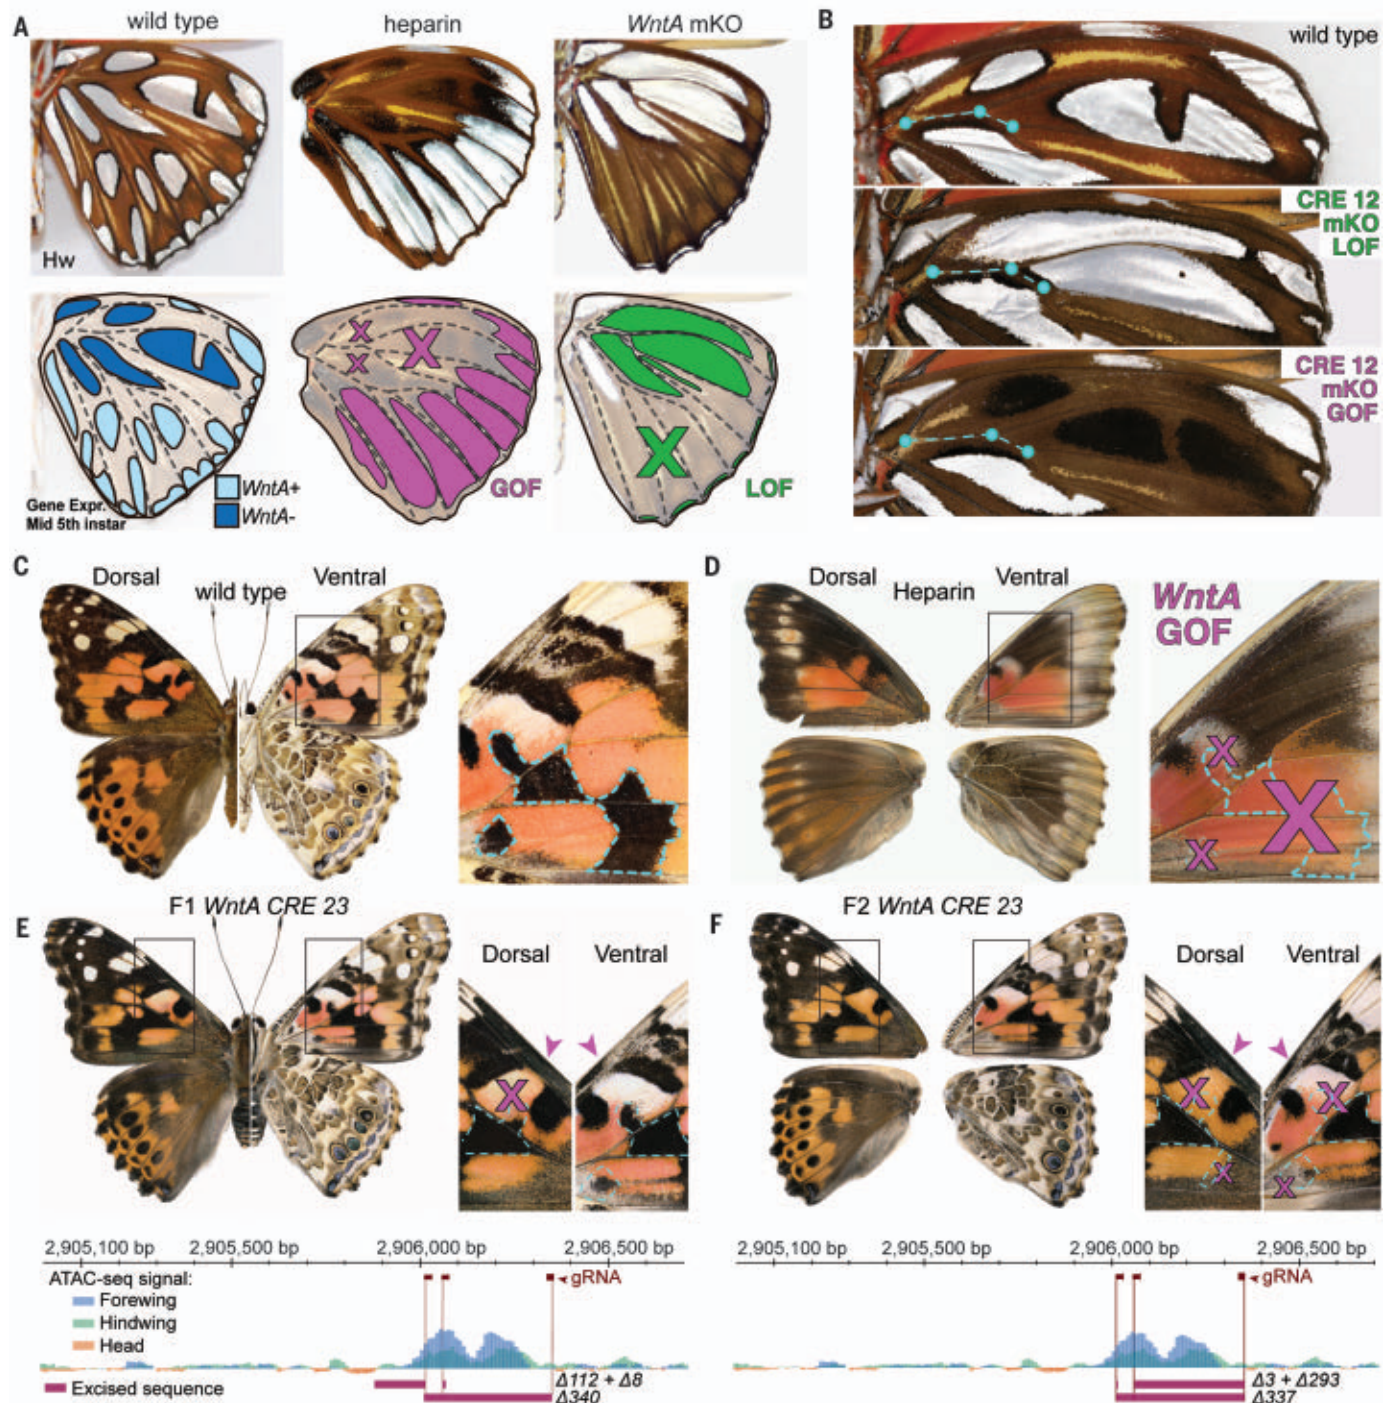 A
wild type
heparin
WntA mKO
Hw
Gene Expr.
Mid 5th instar
WntA+
WntA-
X
X
X
GOF
X
LOF
B
wild type
CRE 12
mKO
LOF
CRE 12
mKO
GOF
C
Dorsal
wild type
Ventral
D
Dorsal
Heparin
Ventral
WntA
GOF
X
X
X
E
F1 WntA CRE 23
Dorsal
Ventral
X
F
F2 WntA CRE 23
Dorsal
Ventral
X
X
X
X
2,905,100 bp
2,905,500 bp
2,906,000 bp
2,906,500 bp
ATAC-seq signal:
Forewing
Hindwing
Head
gRNA
Excised sequence
Δ112 + Δ8
Δ340
2,905,100 bp
2,905,500 bp
2,906,000 bp
2,906,500 bp
gRNA
Δ3 + Δ293
Δ337